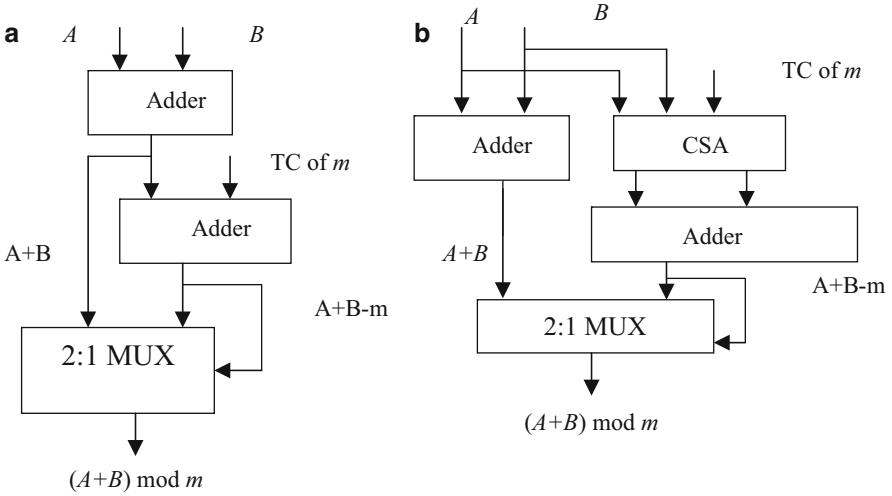 a
A
B
Adder
TC of m
Adder
A+B
A+B-m
2:1 MUX
(A+B) mod m
b
A
B
TC of m
Adder
CSA
Adder
A+B
A+B-m
2:1 MUX
(A+B) mod m